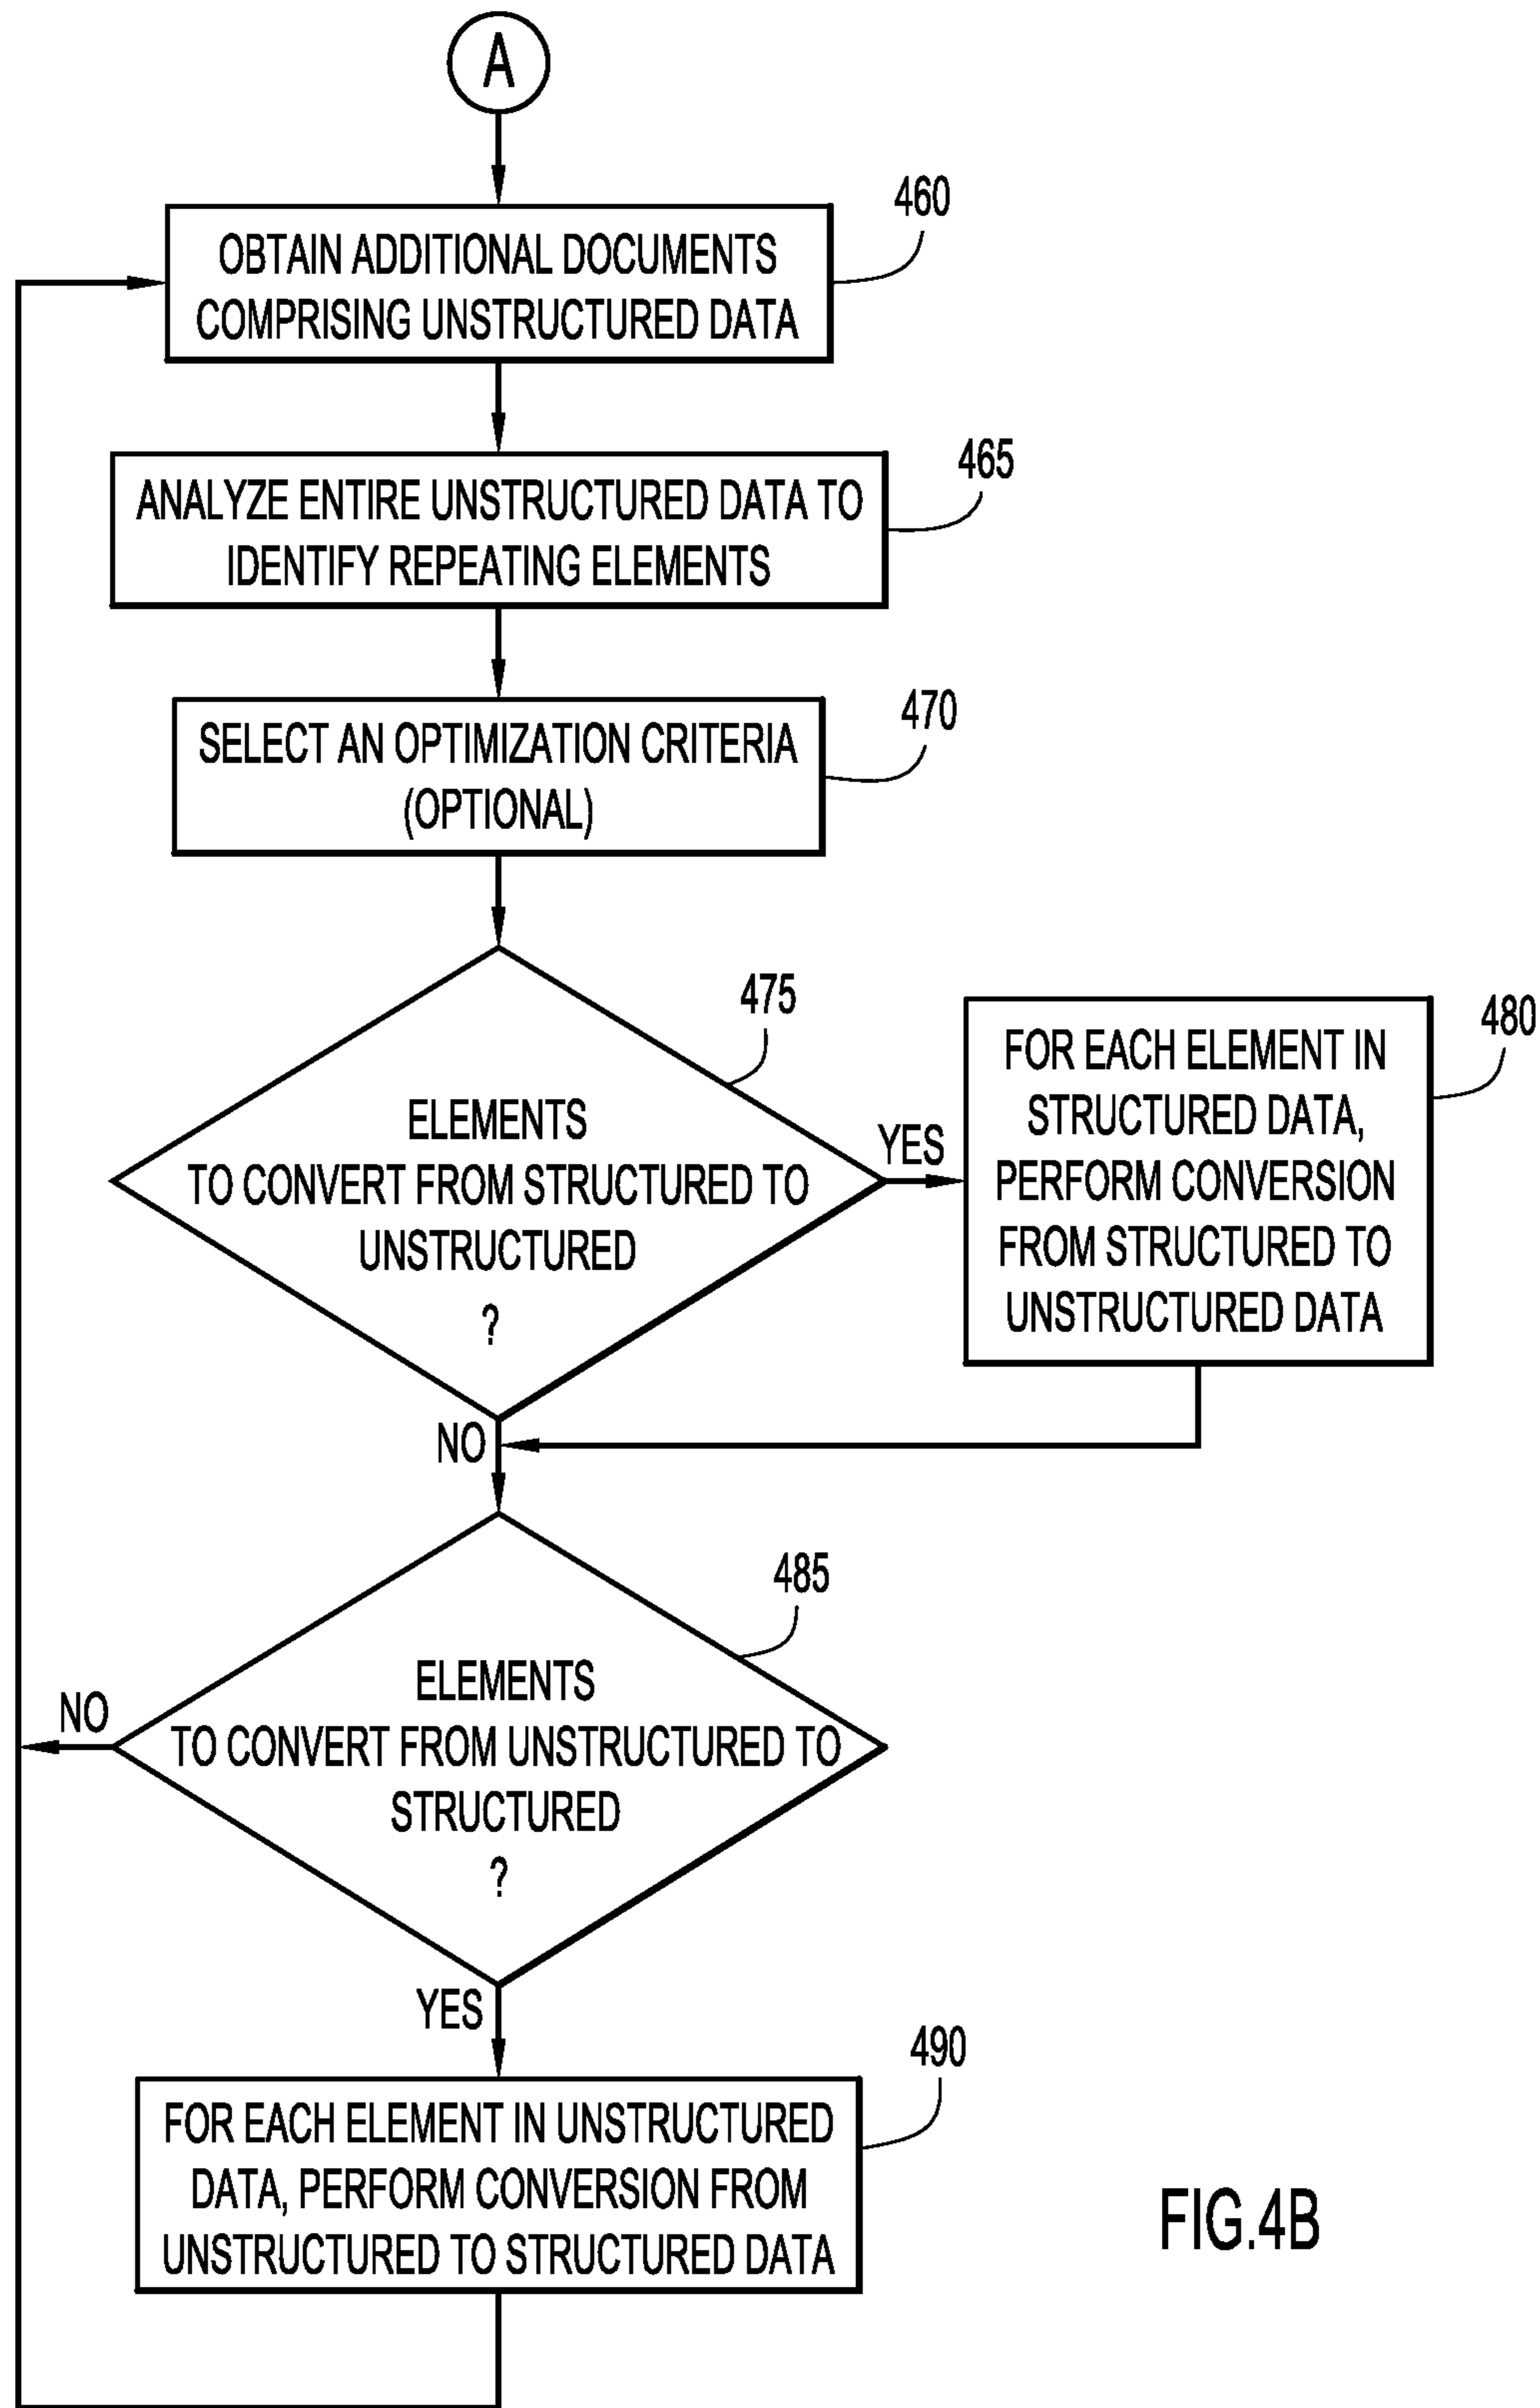 A
460
OBTAIN ADDITIONAL DOCUMENTS
COMPRISING UNSTRUCTURED DATA
465
ANALYZE ENTIRE UNSTRUCTURED DATA TO
IDENTIFY REPEATING ELEMENTS
470
SELECT AN OPTIMIZATION CRITERIA
(OPTIONAL)
475
ELEMENTS
TO CONVERT FROM STRUCTURED TO
UNSTRUCTURED
?
YES
480
FOR EACH ELEMENT IN
STRUCTURED DATA,
PERFORM CONVERSION
FROM STRUCTURED TO
UNSTRUCTURED DATA
NO
485
ELEMENTS
TO CONVERT FROM UNSTRUCTURED TO
STRUCTURED
?
NO
YES
490
FOR EACH ELEMENT IN UNSTRUCTURED
DATA, PERFORM CONVERSION FROM
UNSTRUCTURED TO STRUCTURED DATA
FIG.4B